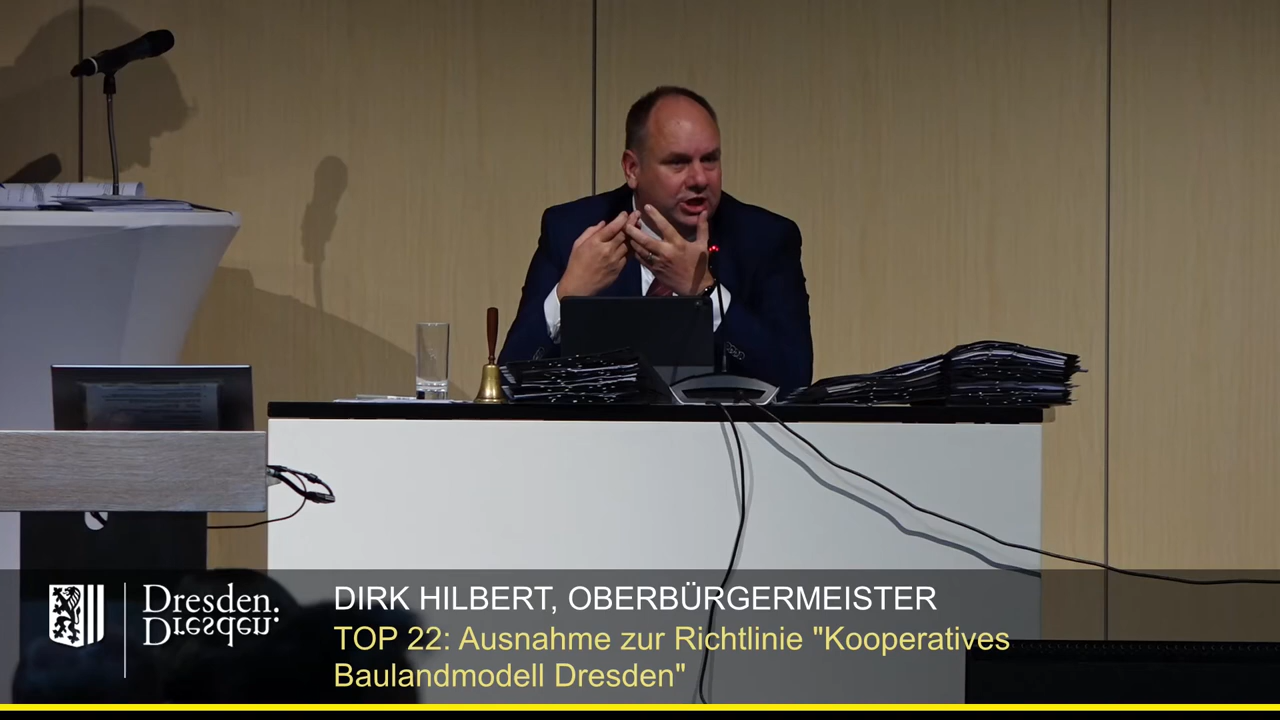 Dresden.
Dresden.
DIRK HILBERT, OBERBÜRGERMEISTER
TOP 22: Ausnahme zur Richtlinie "Kooperatives
Baulandmodell Dresden"